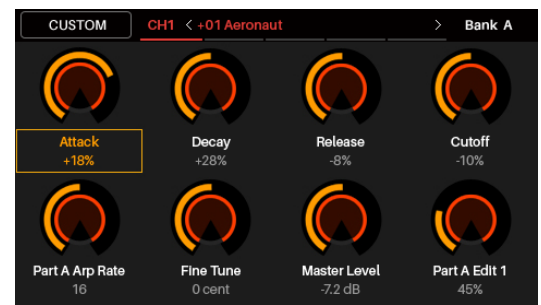 CUSTOM CH1 < +01 Aeronaut > Bank A
Attack Decay Release Cutoff
+18% +28% -8% -10%
Part A Arp Rate Fine Tune Master Level Part A Edit 1
16 0 cent -7.2 dB 45%